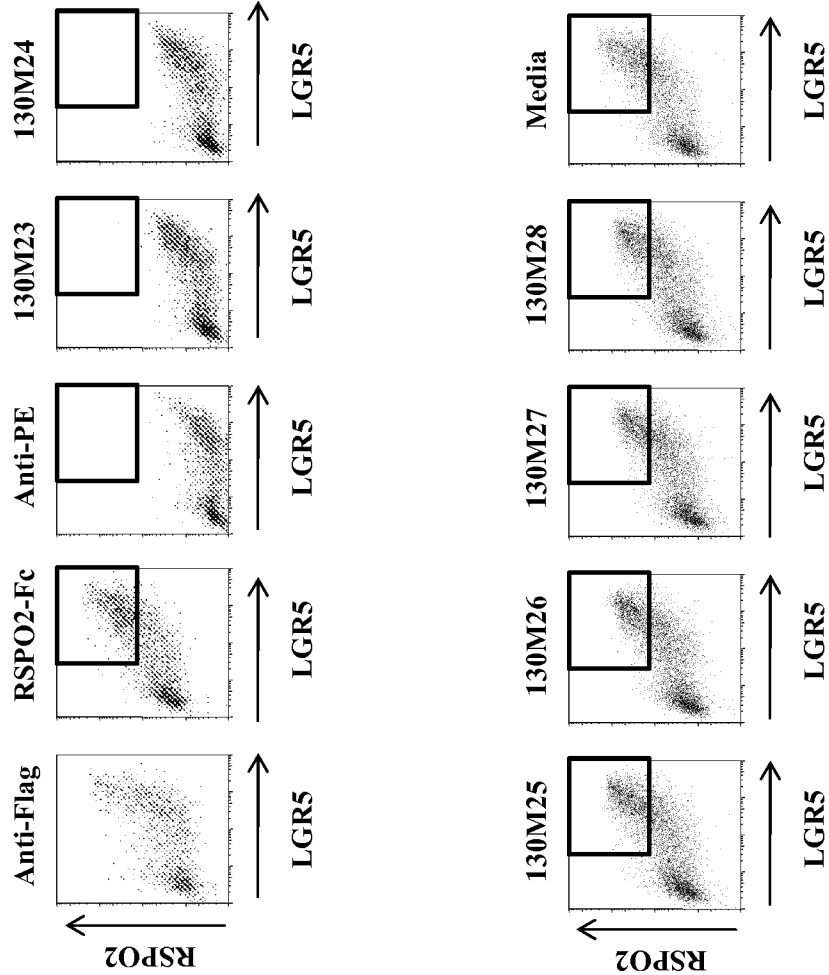 Anti-Flag
RSPO2-Fc
Anti-PE
130M23
130M24
RSPO2
LGR5
LGR5
LGR5
LGR5
LGR5
130M25
130M26
130M27
130M28
Media
RSPO2
LGR5
LGR5
LGR5
LGR5
LGR5